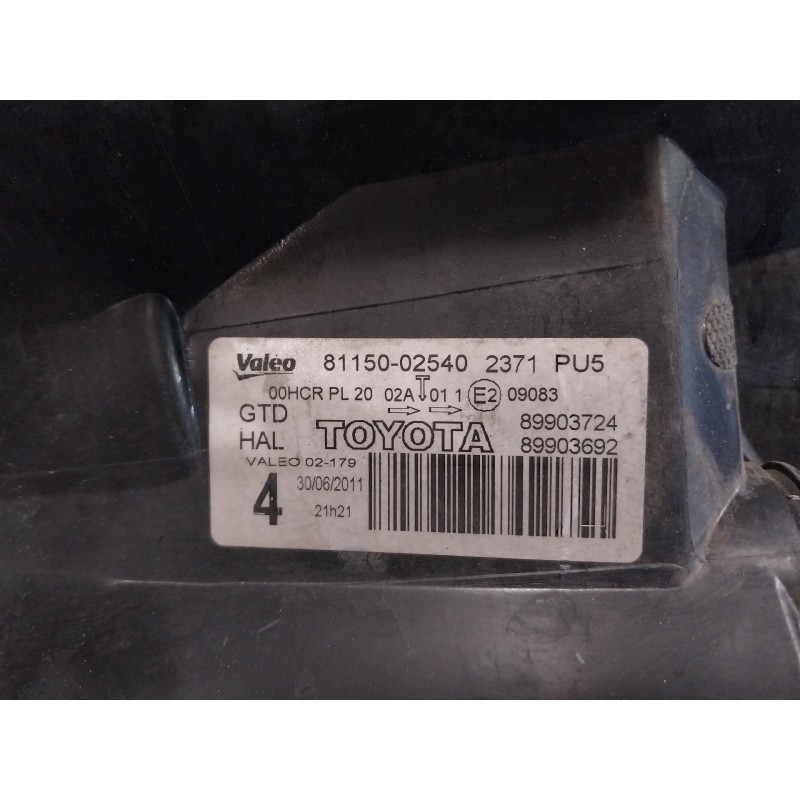 Valeo 81150-02540 2371 PU5
00HCR PL 20 02A 01 1 E2 09083
GTD 89903724
HAL TOYOTA 89903692
VALEO 02-179
4 30/06/2011
21h21